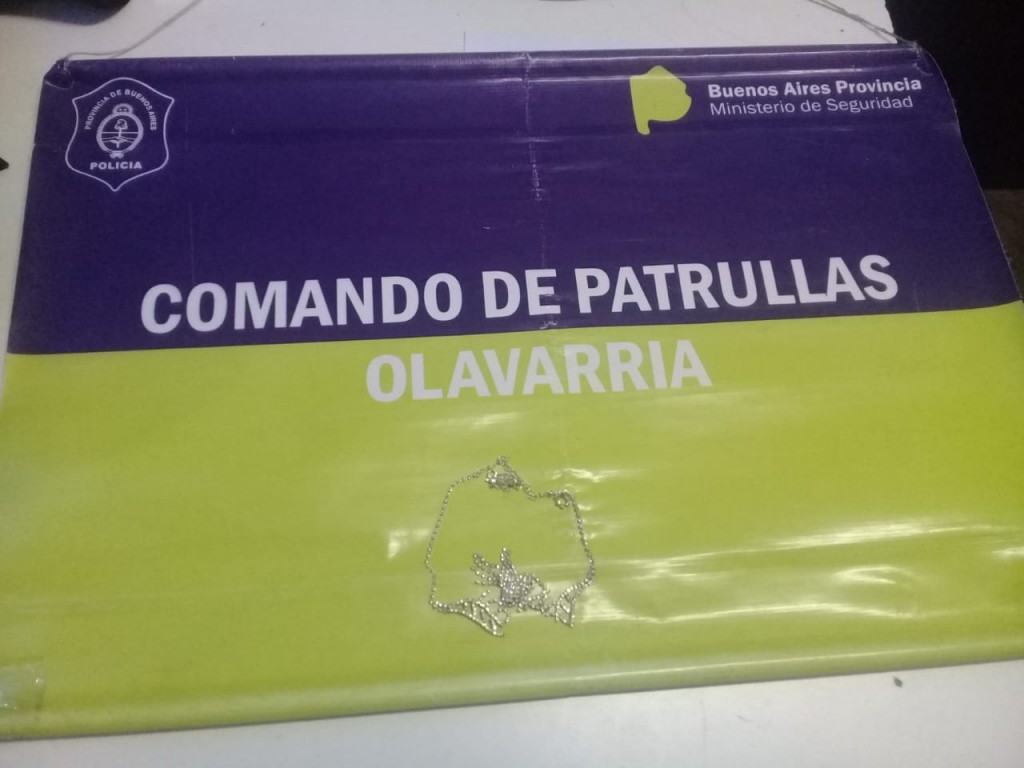 PROVINCIA DE BUENOS AIRES
POLICIA
Buenos Aires Provincia
Ministerio de Seguridad
COMANDO DE PATRULLAS
OLAVARRIA